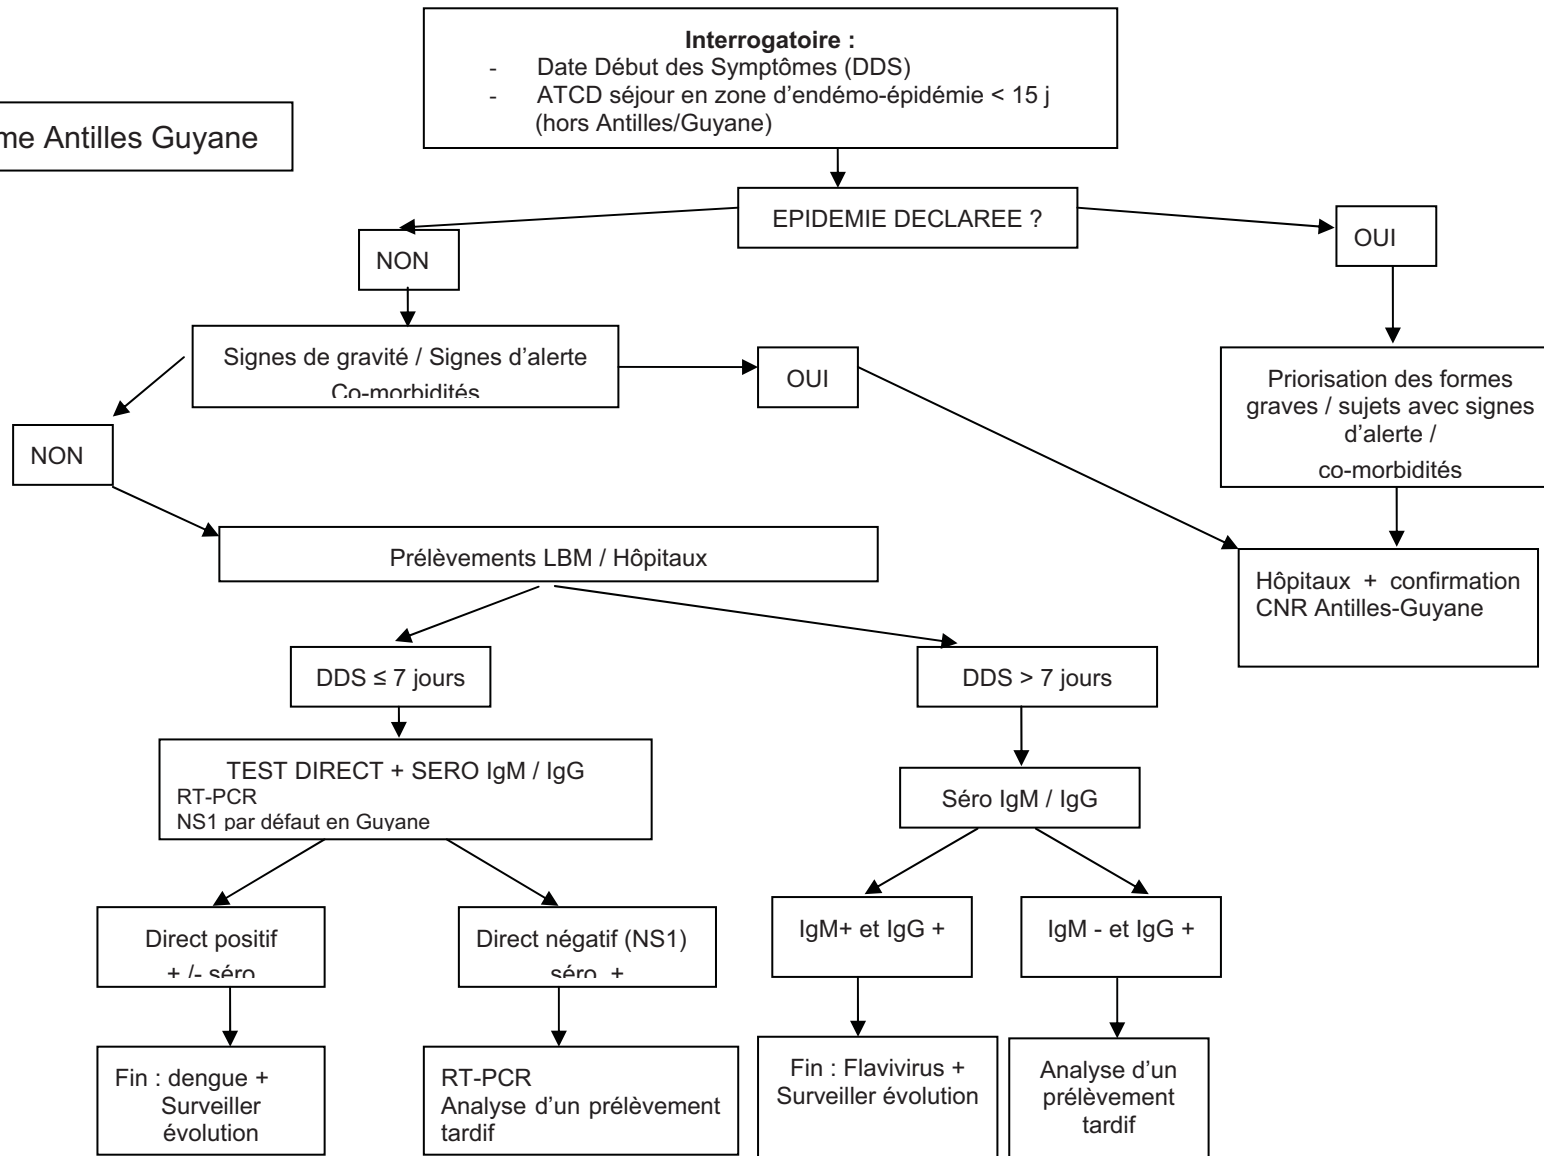 Interrogatoire :
- Date Début des Symptômes (DDS)
- ATCD séjour en zone d'endémo-épidémie < 15 j
(hors Antilles/Guyane)
me Antilles Guyane
EPIDEMIE DECLAREE ?
NON
OUI
Signes de gravité / Signes d'alerte
Co-morbidités
OUI
Priorisation des formes
graves / sujets avec signes
d'alerte /
co-morbidités
NON
Prélèvements LBM / Hôpitaux
Hôpitaux + confirmation
CNR Antilles-Guyane
DDS ≤ 7 jours
DDS > 7 jours
TEST DIRECT + SERO IgM / IgG
RT-PCR
NS1 par défaut en Guyane
Séro IgM / IgG
Direct positif
+ /- séro
Direct négatif (NS1)
séro +
IgM+ et IgG +
IgM - et IgG +
Fin : dengue +
Surveiller
évolution
RT-PCR
Analyse d'un prélèvement
tardif
Fin : Flavivirus +
Surveiller évolution
Analyse d'un
prélèvement
tardif